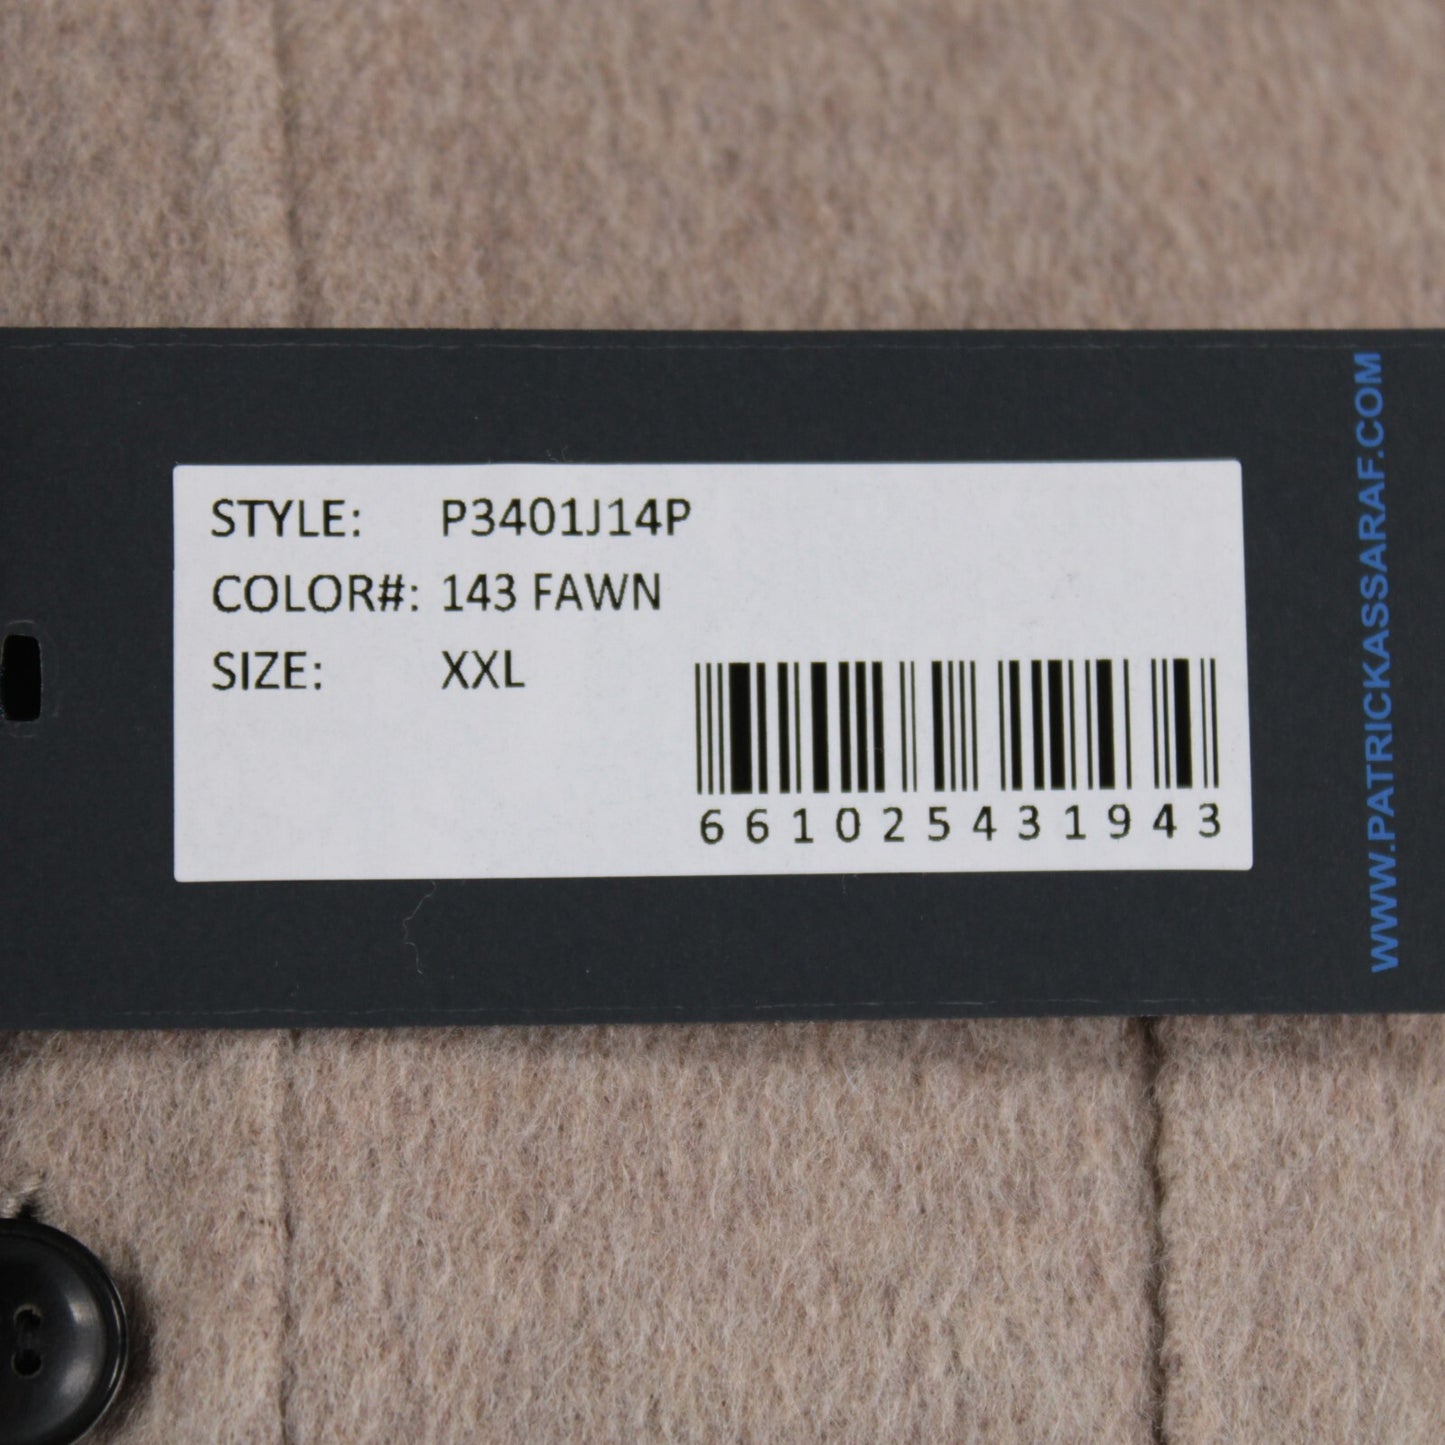 STYLE: P3401J14P
COLOR#: 143 FAWN
SIZE: XXL
661025431943
WWW.PATRICKASSARAF.COM